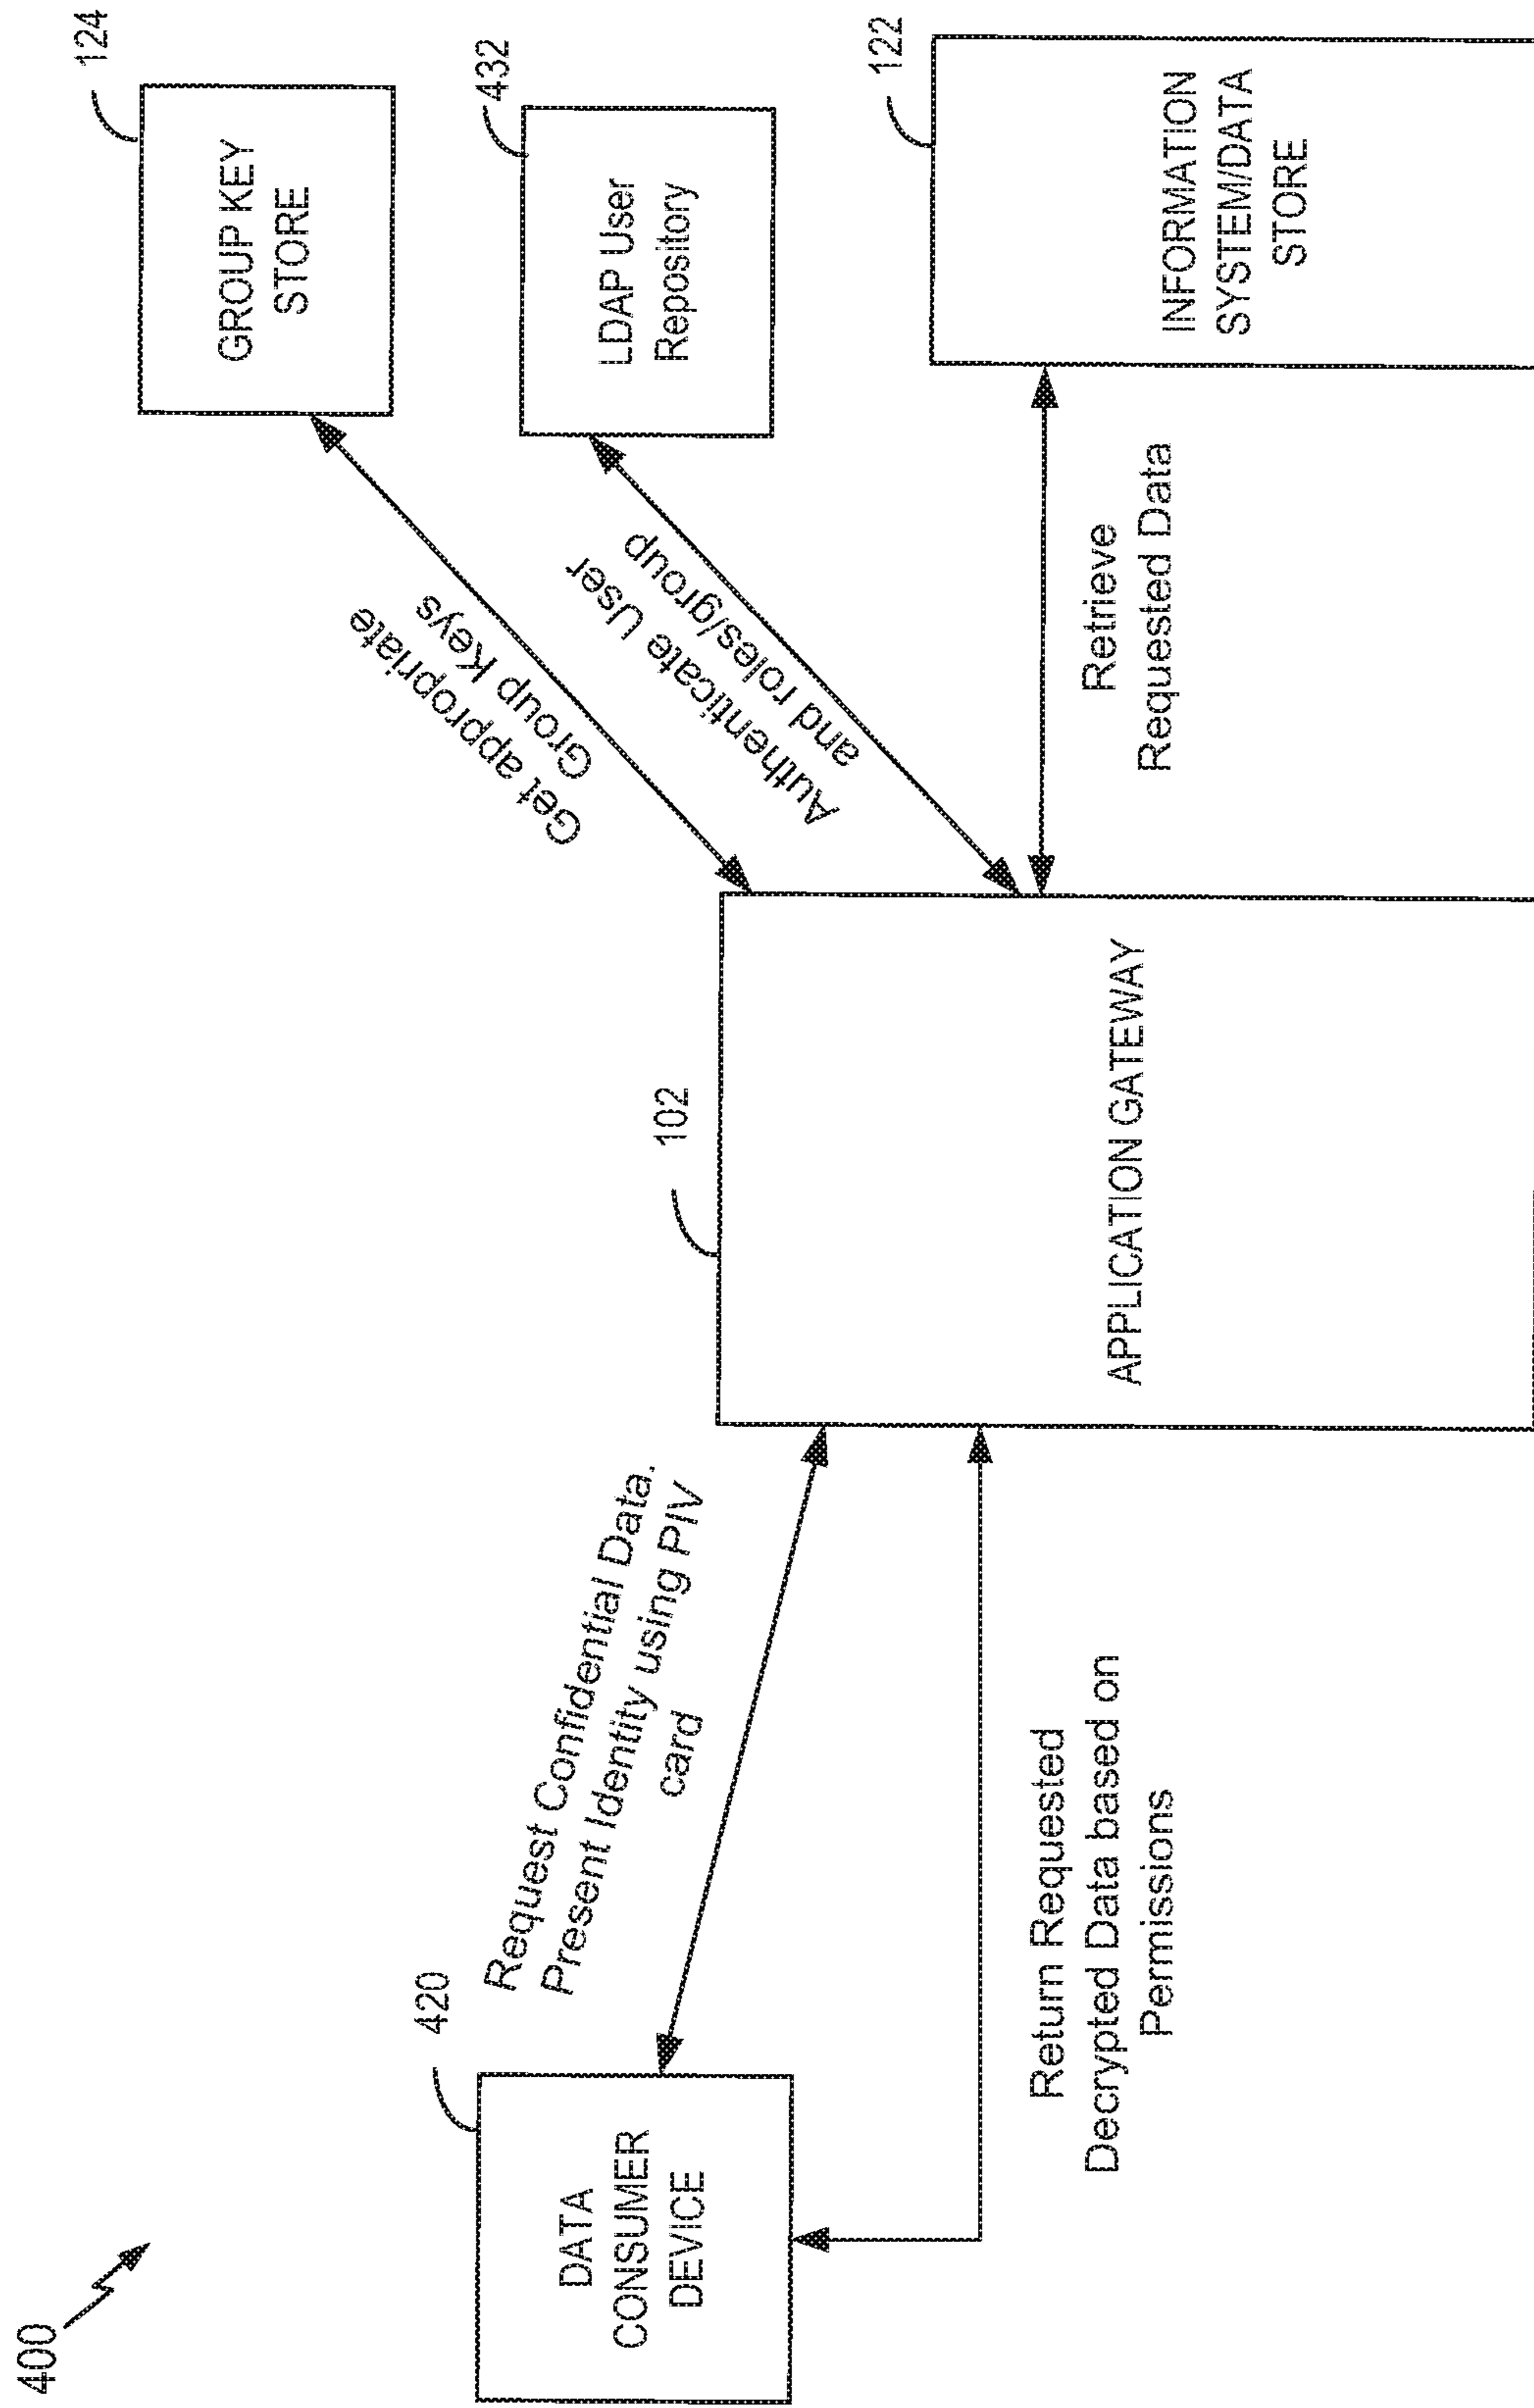 400
420
DATA
CONSUMER
DEVICE
Request Confidential Data.
Present Identity using PIV
card
Return Requested
Decrypted Data based on
Permissions
102
APPLICATION GATEWAY
Get appropriate
Group Keys
Authenticate User
and roles/group
Retrieve
Requested Data
124
GROUP KEY
STORE
432
LDAP User
Repository
122
INFORMATION
SYSTEM/DATA
STORE